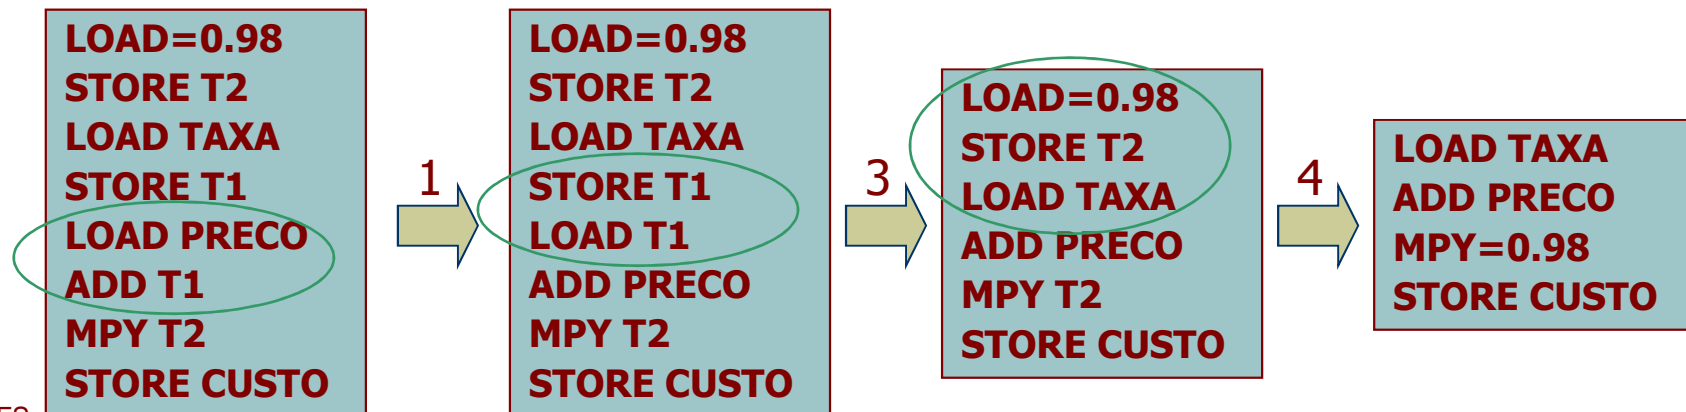 LOAD=0.98
STORE T2
LOAD TAXA
STORE T1
LOAD PRECO
ADD T1
MPY T2
STORE CUSTO
1
LOAD=0.98
STORE T2
LOAD TAXA
STORE T1
LOAD T1
ADD PRECO
MPY T2
STORE CUSTO
3
LOAD=0.98
STORE T2
LOAD TAXA
ADD PRECO
MPY T2
STORE CUSTO
4
LOAD TAXA
ADD PRECO
MPY=0.98
STORE CUSTO